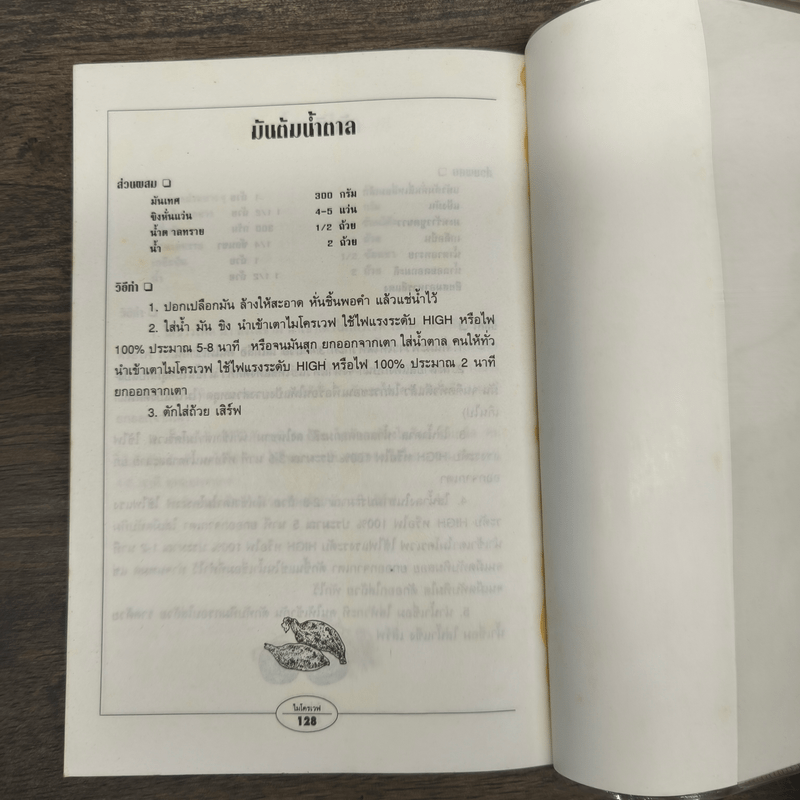 มันต้มน้ำตาล
ส่วนผสม ❑
มันเทศ 300 กรัม
ขิงหั่นแว่น 4-5 แว่น
น้ำต าลทราย 1/2 ถ้วย
น้ำ 2 ถ้วย
วิธีทำ ❑
1. ปอกเปลือกมัน ล้างให้สะอาด หั่นชิ้นพอคำ แล้วแช่น้ำไว้
2. ใส่น้ำ มัน ขิง นำเข้าเตาไมโครเวฟ ใช้ไฟแรงระดับ HIGH หรือไฟ
100% ประมาณ 5-8 นาที หรือจนมันสุก ยกออกจากเตา ใส่น้ำตาล คนให้ทั่ว
นำเข้าเตาไมโครเวฟ ใช้ไฟแรงระดับ HIGH หรือไฟ 100% ประมาณ 2 นาที
ยกออกจากเตา
3. ตักใส่ถ้วย เสิร์ฟ
ไมโครเวฟ
128